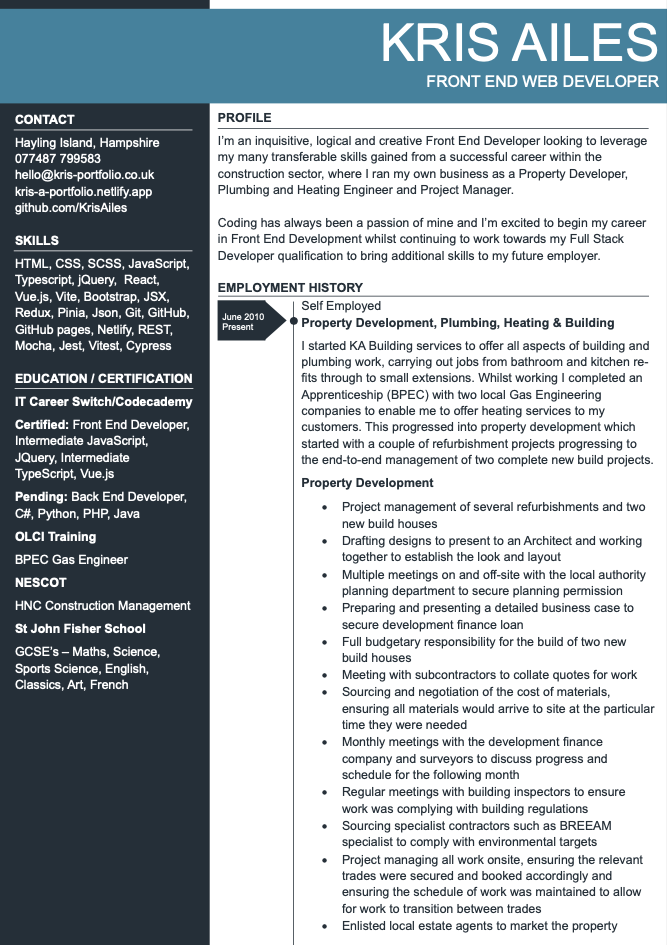 KRIS AILES
FRONT END WEB DEVELOPER
CONTACT
Hayling Island, Hampshire
077487 799583
hello@kris-portfolio.co.uk
kris-a-portfolio.netlify.app
github.com/KrisAiles
SKILLS
HTML, CSS, SCSS, JavaScript,
Typescript, jQuery, React,
Vue.js, Vite, Bootstrap, JSX,
Redux, Pinia, Json, Git, GitHub,
GitHub pages, Netlify, REST,
Mocha, Jest, Vitest, Cypress
EDUCATION / CERTIFICATION
IT Career Switch/Codecademy
Certified: Front End Developer,
Intermediate JavaScript,
JQuery, Intermediate
TypeScript, Vue.js
Pending: Back End Developer,
C#, Python, PHP, Java
OLCI Training
BPEC Gas Engineer
NESCOT
HNC Construction Management
St John Fisher School
GCSE's – Maths, Science,
Sports Science, English,
Classics, Art, French
PROFILE
I'm an inquisitive, logical and creative Front End Developer looking to leverage
my many transferable skills gained from a successful career within the
construction sector, where I ran my own business as a Property Developer,
Plumbing and Heating Engineer and Project Manager.
Coding has always been a passion of mine and I'm excited to begin my career
in Front End Development whilst continuing to work towards my Full Stack
Developer qualification to bring additional skills to my future employer.
EMPLOYMENT HISTORY
June 2010
Present
Self Employed
Property Development, Plumbing, Heating & Building
I started KA Building services to offer all aspects of building and
plumbing work, carrying out jobs from bathroom and kitchen re-
fits through to small extensions. Whilst working I completed an
Apprenticeship (BPEC) with two local Gas Engineering
companies to enable me to offer heating services to my
customers. This progressed into property development which
started with a couple of refurbishment projects progressing to
the end-to-end management of two complete new build projects.
Property Development
• Project management of several refurbishments and two
new build houses
• Drafting designs to present to an Architect and working
together to establish the look and layout
• Multiple meetings on and off-site with the local authority
planning department to secure planning permission
• Preparing and presenting a detailed business case to
secure development finance loan
• Full budgetary responsibility for the build of two new
build houses
• Meeting with subcontractors to collate quotes for work
• Sourcing and negotiation of the cost of materials,
ensuring all materials would arrive to site at the particular
time they were needed
• Monthly meetings with the development finance
company and surveyors to discuss progress and
schedule for the following month
• Regular meetings with building inspectors to ensure
work was complying with building regulations
• Sourcing specialist contractors such as BREEAM
specialist to comply with environmental targets
• Project managing all work onsite, ensuring the relevant
trades were secured and booked accordingly and
ensuring the schedule of work was maintained to allow
for work to transition between trades
• Enlisted local estate agents to market the property